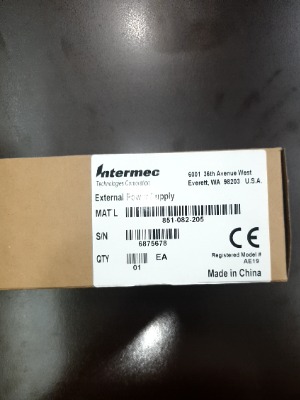 Intermec
Technologies Corporation
6001 36th Avenue West
Everett, WA 98203 U.S.A.
External Power Supply
MAT'L
851-082-205
S/N
6875678
QTY
01
EA
CE
Registered Model #
AE19
Made in China